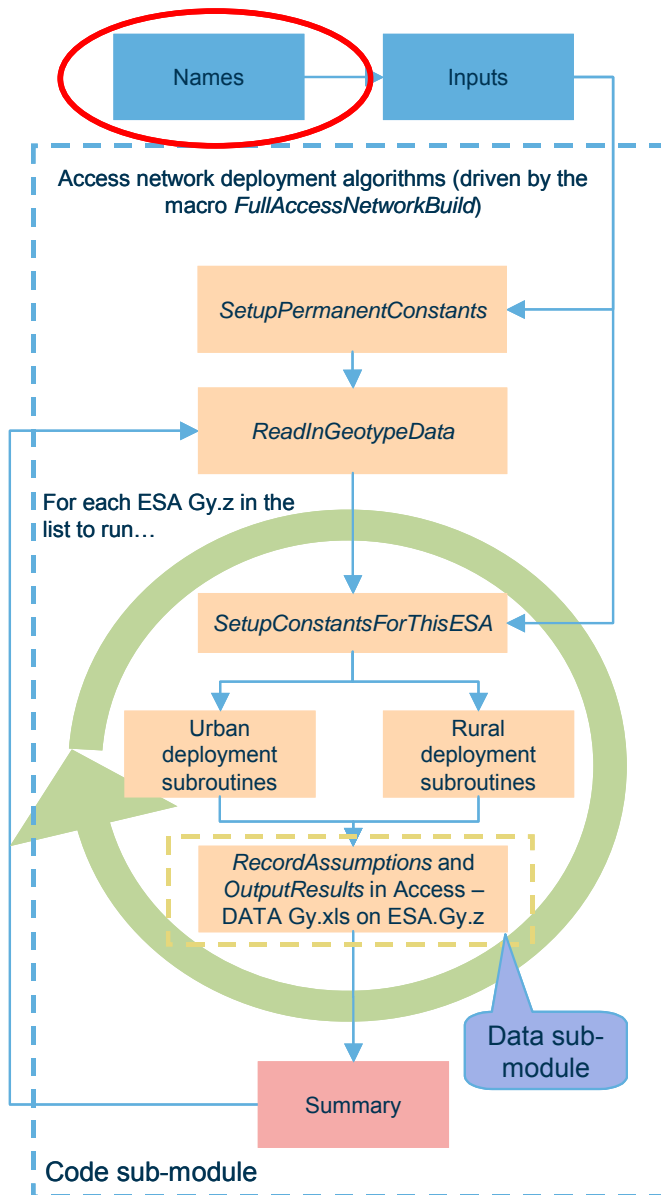 Names
Inputs
Access network deployment algorithms (driven by the
macro FullAccessNetworkBuild)
SetupPermanentConstants
ReadInGeotypeData
For each ESA Gy.z in the
list to run…
SetupConstantsForThisESA
Urban
deployment
subroutines
Rural
deployment
subroutines
RecordAssumptions and
OutputResults in Access –
DATA Gy.xls on ESA.Gy.z
Data sub-
module
Summary
Code sub-module